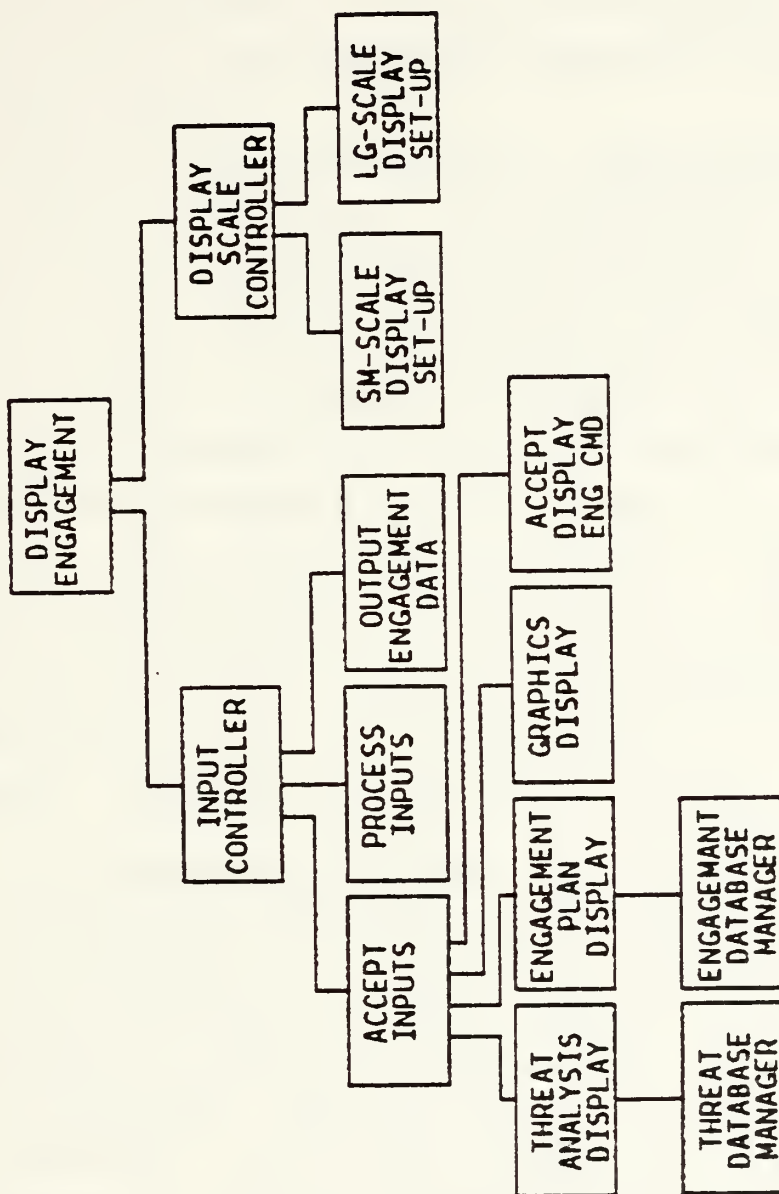 DISPLAY
ENGAGEMENT
INPUT
CONTROLLER
DISPLAY
SCALE
CONTROLLER
ACCEPT
INPUTS
PROCESS
INPUTS
OUTPUT
ENGAGEMENT
DATA
SM-SCALE
DISPLAY
SET-UP
LG-SCALE
DISPLAY
SET-UP
THREAT
ANALYSIS
DISPLAY
ENGAGEMENT
PLAN
DISPLAY
GRAPHICS
DISPLAY
ACCEPT
DISPLAY
ENG CMD
THREAT
DATABASE
MANAGER
ENGAGEMANT
DATABASE
MANAGER